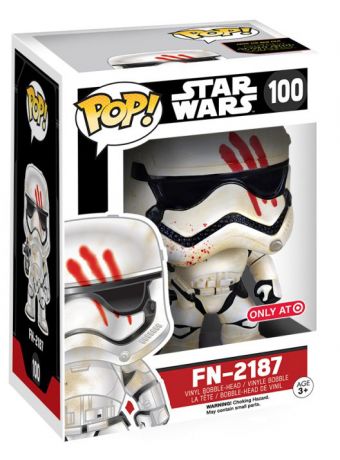 POP!
STAR
WARS
100
POP!
ONLY AT
FN-2187
100
FN-2187
VINYL BOBBLE-HEAD / VINYLE BOBBLE
LA TÊTE / BOBBLE-HEAD DE VINIL
WARNING: Choking Hazard.
May contain small parts.
AGE
3+